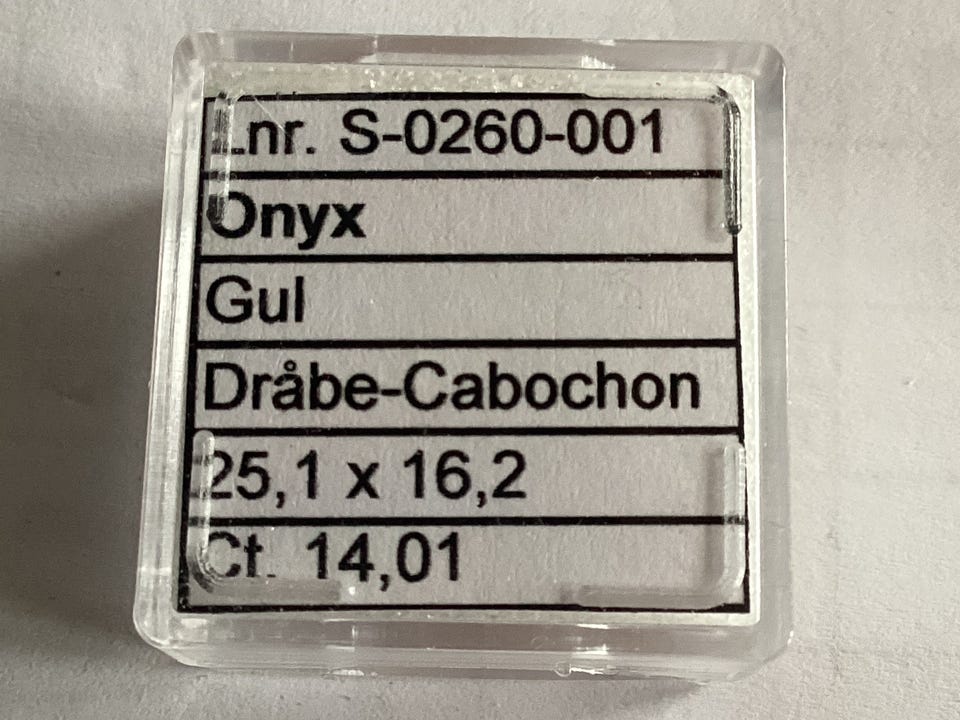 Lnr. S-0260-001
Onyx
Gul
Dråbe-Cabochon
25,1 x 16,2
Ct. 14,01